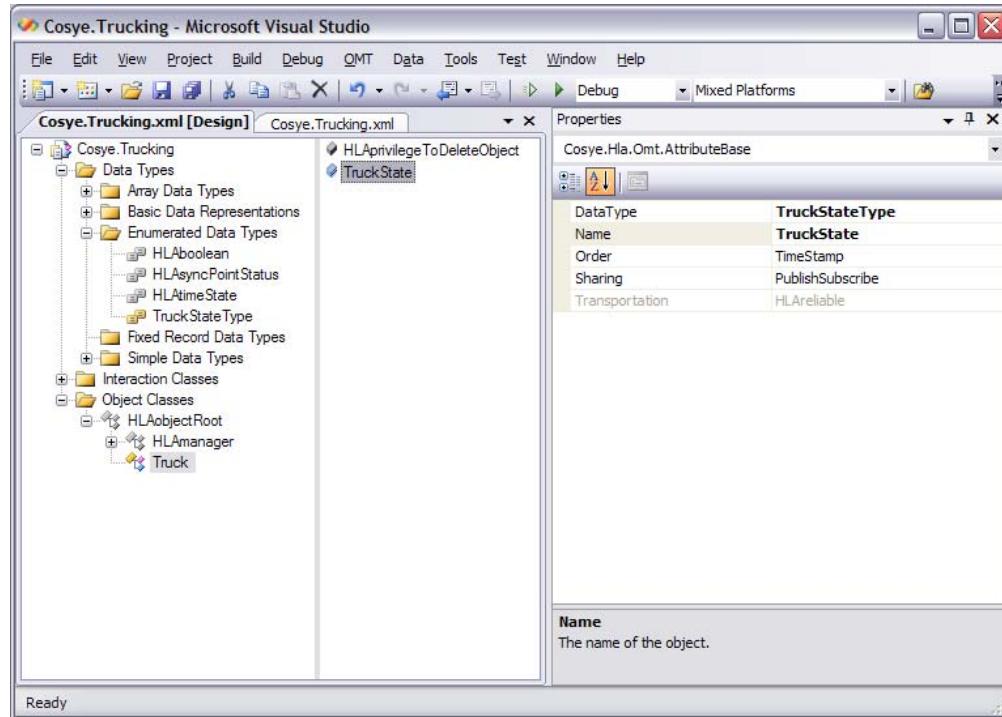 Cosye.Trucking - Microsoft Visual Studio
File Edit View Project Build Debug OMT Data Tools Test Window Help
Debug Mixed Platforms
Cosye.Trucking.xml [Design] Cosye.Trucking.xml
Cosye.Trucking
Data Types
Array Data Types
Basic Data Representations
Enumerated Data Types
HLAboolean
HLAsyncPointStatus
HLAtimeState
TruckStateType
Fixed Record Data Types
Simple Data Types
Interaction Classes
Object Classes
HLAobjectRoot
HLAmanager
Truck
HLAprivilegeToDeleteObject
TruckState
Properties
Cosye.Hla.Omt.AttributeBase
DataType TruckStateType
Name TruckState
Order TimeStamp
Sharing PublishSubscribe
Transportation HLAreliable
Name
The name of the object.
Ready